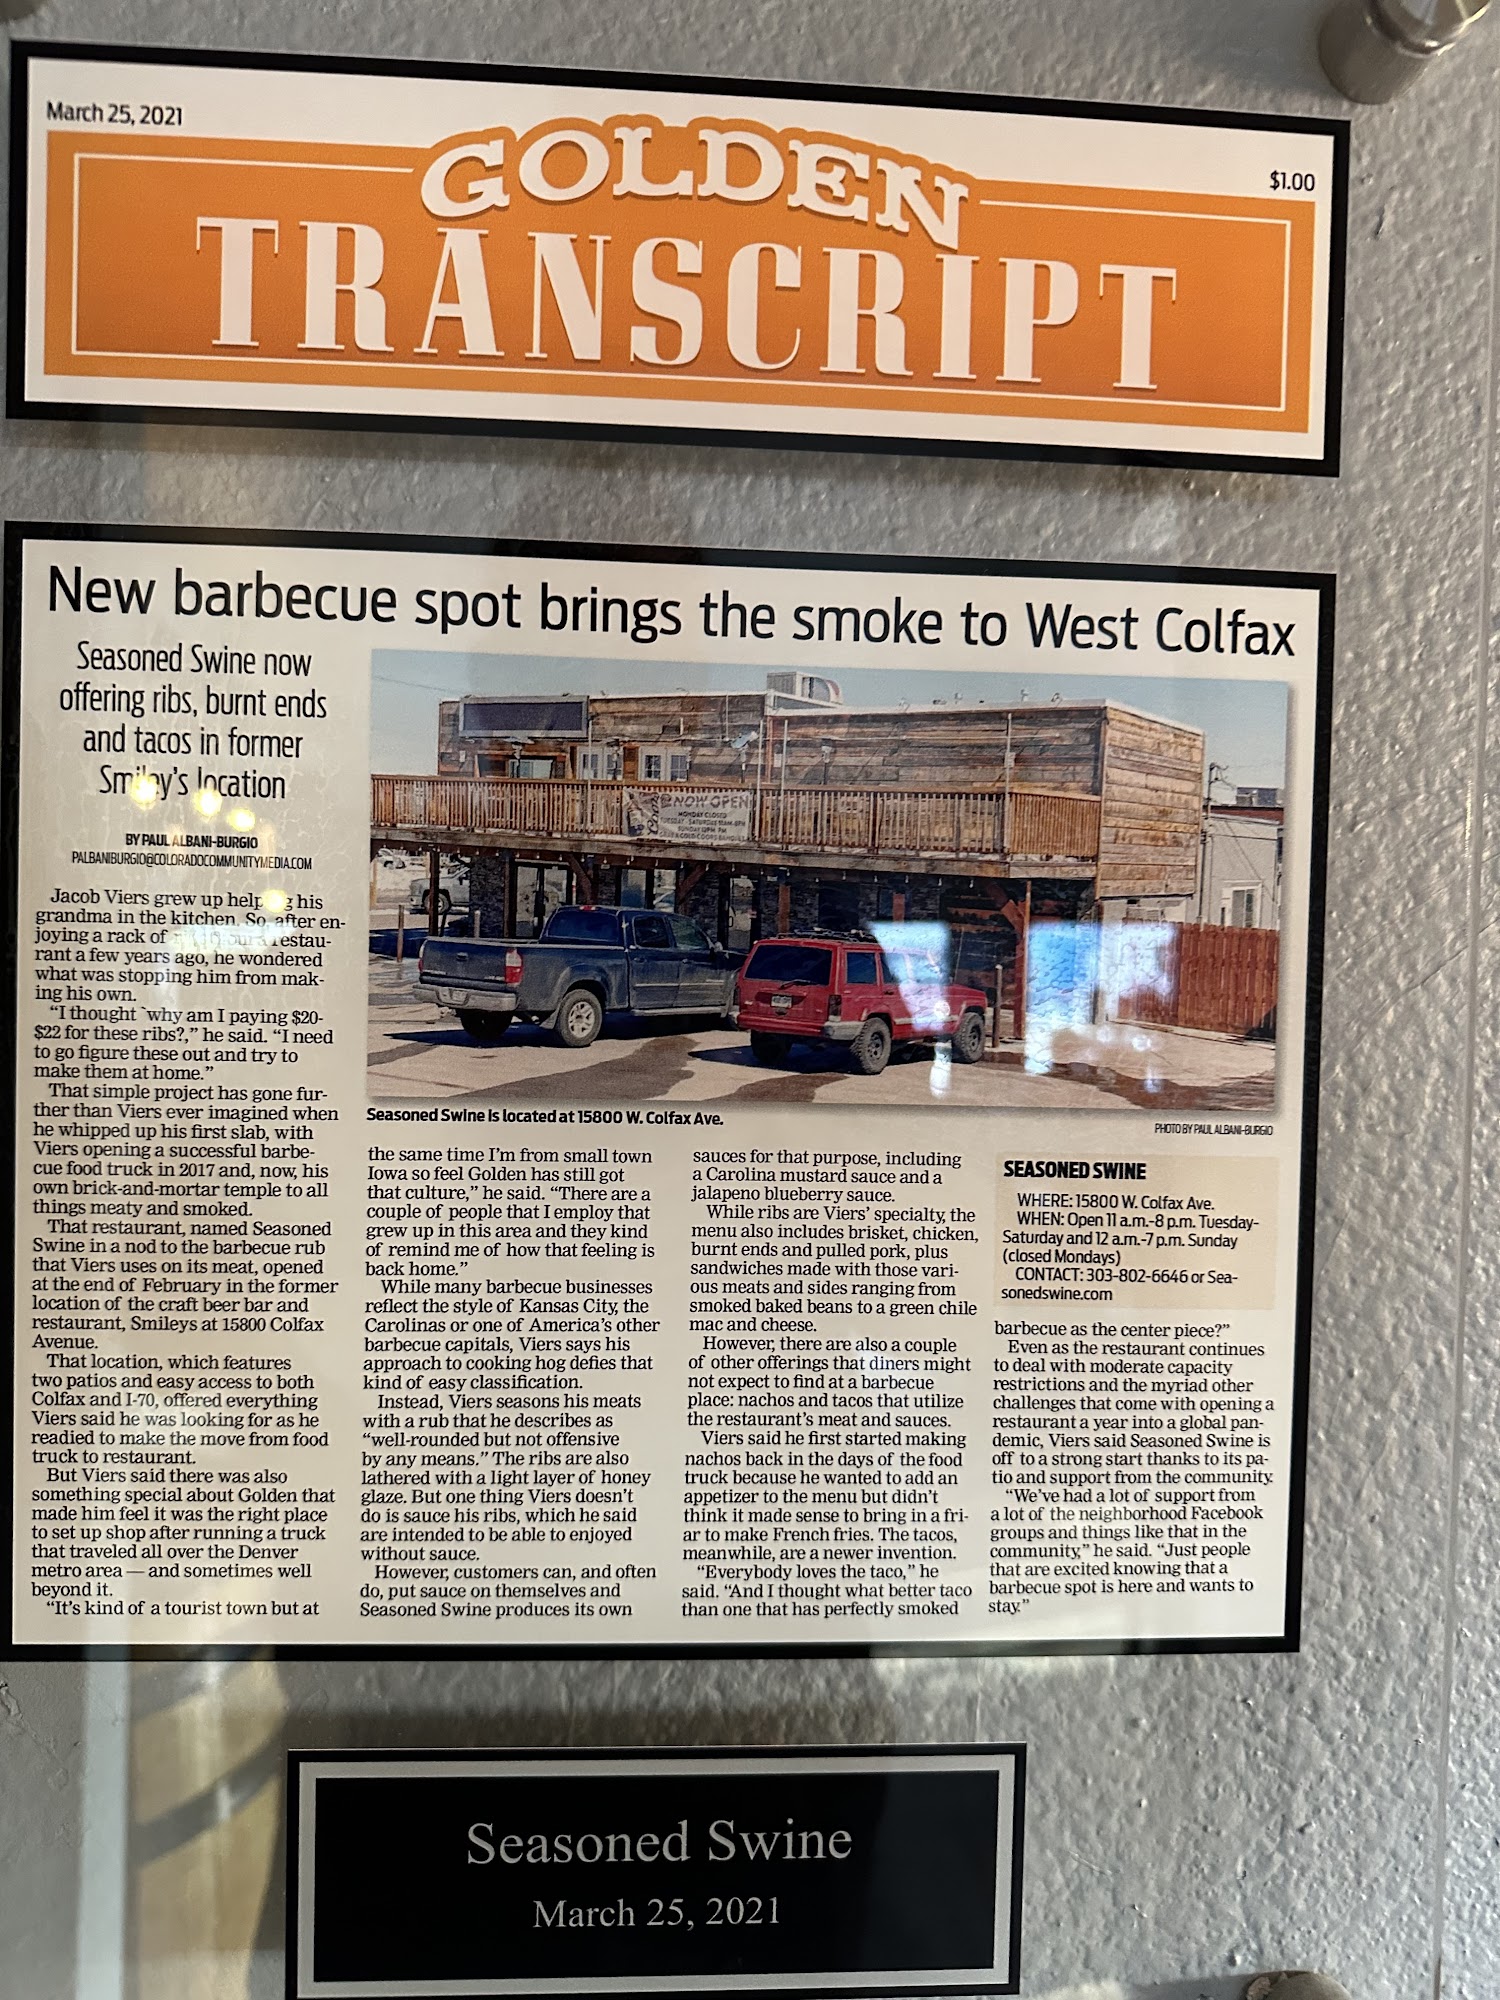 March 25, 2021
$1.00
GOLDEN
TRANSCRIPT
New barbecue spot brings the smoke to West Colfax
Seasoned Swine now
offering ribs, burnt ends
and tacos in former
Smiley's location
BY PAUL ALBANI-BURGIO
PALBANIBURGIO@COLORADOCOMMUNITYMEDIA.COM
Jacob Viers grew up helping his
grandma in the kitchen. So, after en-
joying a rack of restau-
rant a few years ago, he wondered
what was stopping him from mak-
ing his own.
"I thought `why am I paying $20-
$22 for these ribs?," he said. "I need
to go figure these out and try to
make them at home."
That simple project has gone fur-
ther than Viers ever imagined when
he whipped up his first slab, with
Viers opening a successful barbe-
cue food truck in 2017 and, now, his
own brick-and-mortar temple to all
things meaty and smoked.
That restaurant, named Seasoned
Swine in a nod to the barbecue rub
that Viers uses on its meat, opened
at the end of February in the former
location of the craft beer bar and
restaurant, Smileys at 15800 Colfax
Avenue.
That location, which features
two patios and easy access to both
Colfax and I-70, offered everything
Viers said he was looking for as he
readied to make the move from food
truck to restaurant.
But Viers said there was also
something special about Golden that
made him feel it was the right place
to set up shop after running a truck
that traveled all over the Denver
metro area — and sometimes well
beyond it.
"It's kind of a tourist town but at
NOW OPEN
MONDAY CLOSED
TUESDAY - SATURDAY 11AM-8PM
Coors
Seasoned Swine is located at 15800 W. Colfax Ave.
PHOTO BY PAUL ALBANI-BURGIO
the same time I'm from small town
Iowa so feel Golden has still got
that culture," he said. "There are a
couple of people that I employ that
grew up in this area and they kind
of remind me of how that feeling is
back home."
While many barbecue businesses
reflect the style of Kansas City, the
Carolinas or one of America's other
barbecue capitals, Viers says his
approach to cooking hog defies that
kind of easy classification.
Instead, Viers seasons his meats
with a rub that he describes as
"well-rounded but not offensive
by any means." The ribs are also
lathered with a light layer of honey
glaze. But one thing Viers doesn't
do is sauce his ribs, which he said
are intended to be able to enjoyed
without sauce.
However, customers can, and often
do, put sauce on themselves and
Seasoned Swine produces its own
sauces for that purpose, including
a Carolina mustard sauce and a
jalapeno blueberry sauce.
While ribs are Viers' specialty, the
menu also includes brisket, chicken,
burnt ends and pulled pork, plus
sandwiches made with those vari-
ous meats and sides ranging from
smoked baked beans to a green chile
mac and cheese.
However, there are also a couple
of other offerings that diners might
not expect to find at a barbecue
place: nachos and tacos that utilize
the restaurant's meat and sauces.
Viers said he first started making
nachos back in the days of the food
truck because he wanted to add an
appetizer to the menu but didn't
think it made sense to bring in a fri-
ar to make French fries. The tacos,
meanwhile, are a newer invention.
"Everybody loves the taco," he
said. "And I thought what better taco
than one that has perfectly smoked
SEASONED SWINE
WHERE: 15800 W. Colfax Ave.
WHEN: Open 11 a.m.-8 p.m. Tuesday-
Saturday and 12 a.m.-7 p.m. Sunday
(closed Mondays)
CONTACT: 303-802-6646 or Sea-
sonedswine.com
barbecue as the center piece?"
Even as the restaurant continues
to deal with moderate capacity
restrictions and the myriad other
challenges that come with opening a
restaurant a year into a global pan-
demic, Viers said Seasoned Swine is
off to a strong start thanks to its pa-
tio and support from the community.
"We've had a lot of support from
a lot of the neighborhood Facebook
groups and things like that in the
community," he said. "Just people
that are excited knowing that a
barbecue spot is here and wants to
stay."
Seasoned Swine
March 25, 2021